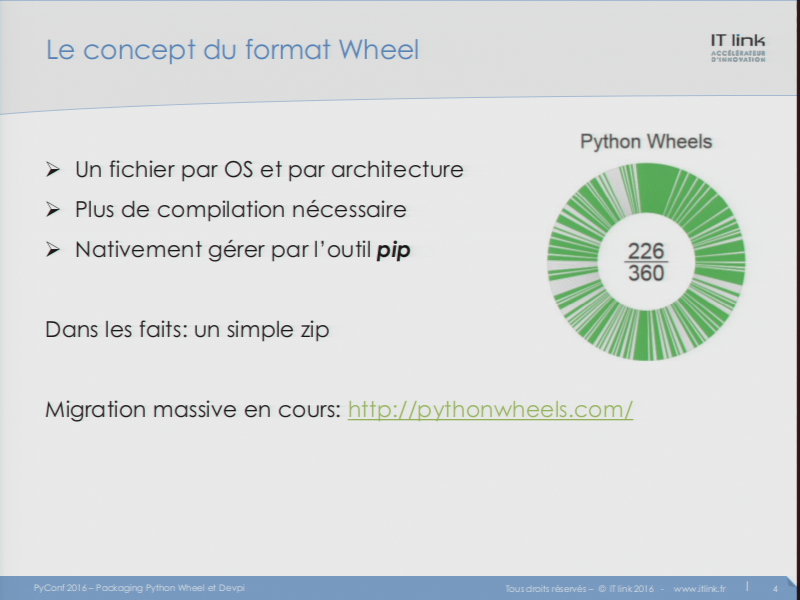 Le concept du format Wheel
IT link
ACCÉLÉRATEUR
D'INNOVATION
Python Wheels
Un fichier par OS et par architecture
Plus de compilation nécessaire
Nativement gérer par l'outil pip
226
360
Dans les faits: un simple zip
Migration massive en cours: http://pythonwheels.com/
PyConf 2016 – Packaging Python Wheel et Devpi
Tous droits réservés – © IT link 2016 - www.itlink.fr | 4